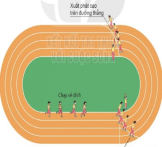 Xuất phát cao
trên đường thẳng
Chạy về đích